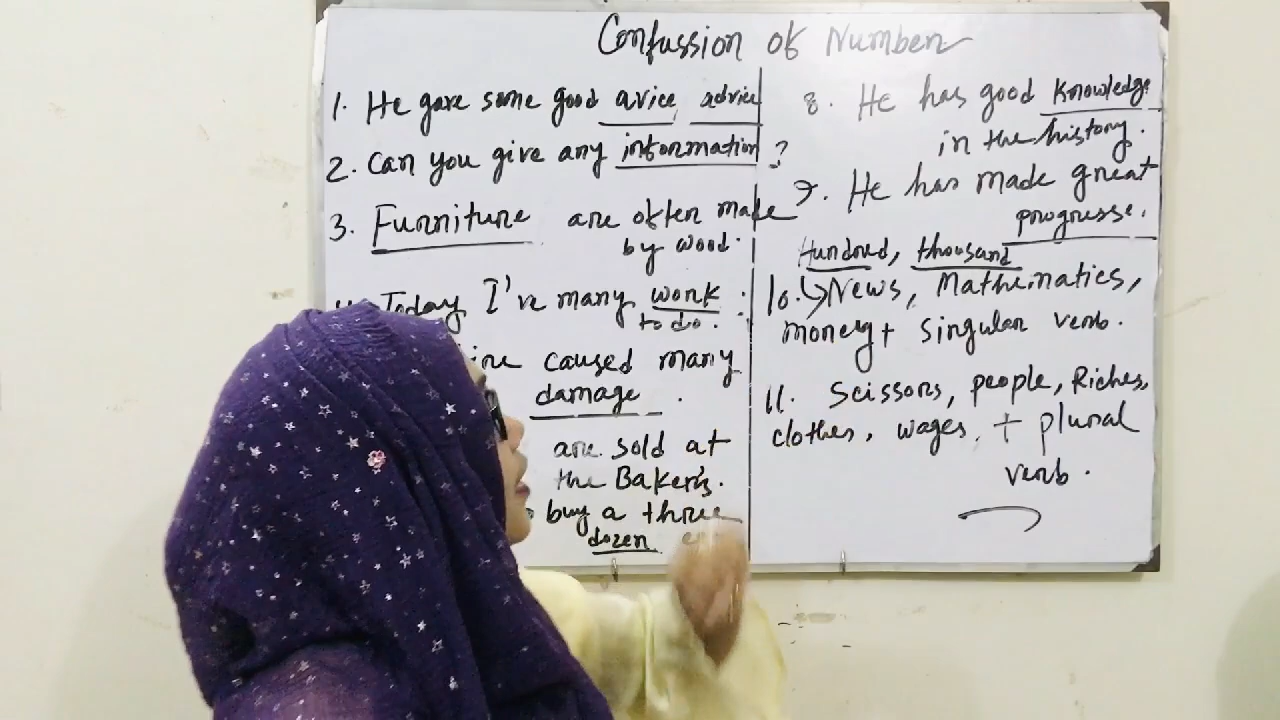 Confussion of Number
1. He gave some good avice, advice
2. Can you give any information ?
3. Furniture are often made
by wood.
Today I've many work
to do.
caused many
damage .
are sold at
the Baker's.
buy a three
dozen
8. He has good knowledge
in the history.
9. He has made great
progresse.
Hundred, thousand
10. → News, Mathematics,
money + singular verb.
11. Scissors, people, Riches,
clothes, wages, + plural
verb.